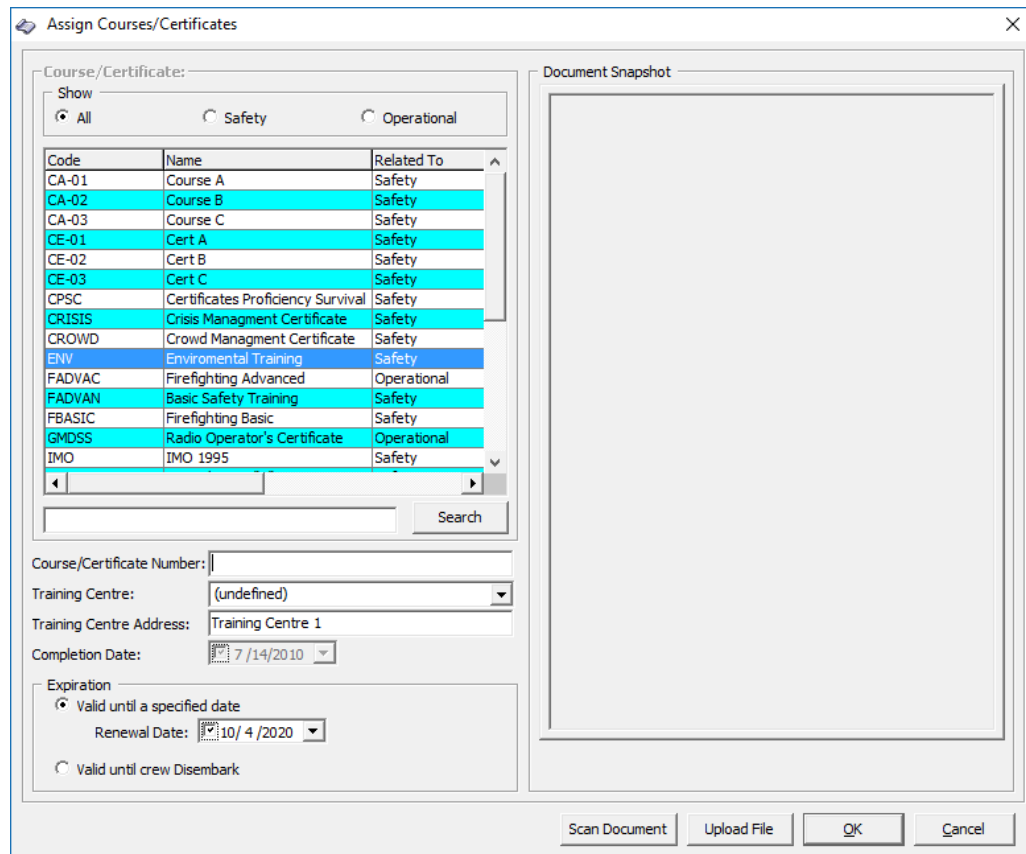 Assign Courses/Certificates
Course/Certificate:
Show
All Safety Operational
Code Name Related To
CA-01 Course A Safety
CA-02 Course B Safety
CA-03 Course C Safety
CE-01 Cert A Safety
CE-02 Cert B Safety
CE-03 Cert C Safety
CPSC Certificates Proficiency Survival Safety
CRISIS Crisis Managment Certificate Safety
CROWD Crowd Managment Certificate Safety
ENV Enviromental Training Safety
FADVAC Firefighting Advanced Operational
FADVAN Basic Safety Training Safety
FBASIC Firefighting Basic Safety
GMDSS Radio Operator's Certificate Operational
IMO IMO 1995 Safety
Search
Course/Certificate Number:
Training Centre: (undefined)
Training Centre Address: Training Centre 1
Completion Date: 7 /14/2010
Expiration
Valid until a specified date
Renewal Date: 10/ 4 /2020
Valid until crew Disembark
Document Snapshot
Scan Document Upload File OK Cancel